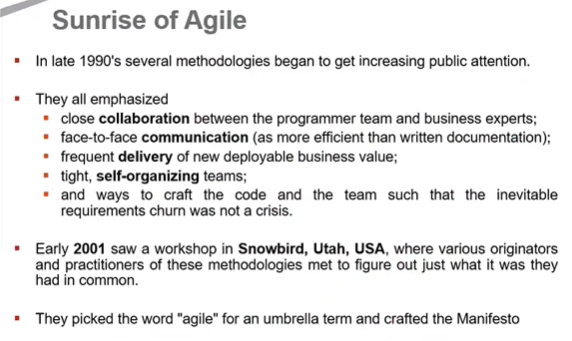 Sunrise of Agile
In late 1990's several methodologies began to get increasing public attention.
They all emphasized
close collaboration between the programmer team and business experts;
face-to-face communication (as more efficient than written documentation);
frequent delivery of new deployable business value;
tight, self-organizing teams;
and ways to craft the code and the team such that the inevitable
requirements churn was not a crisis.
Early 2001 saw a workshop in Snowbird, Utah, USA, where various originators
and practitioners of these methodologies met to figure out just what it was they
had in common.
They picked the word "agile" for an umbrella term and crafted the Manifesto